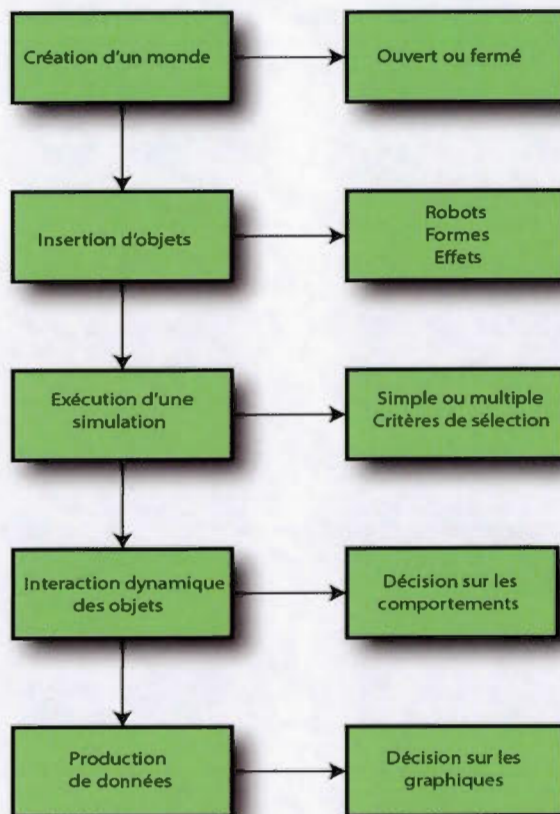 Création d'un monde
Ouvert ou fermé
Insertion d'objets
Robots
Formes
Effets
Exécution d'une
simulation
Simple ou multiple
Critères de sélection
Interaction dynamique
des objets
Décision sur les
comportements
Production
de données
Décision sur les
graphiques